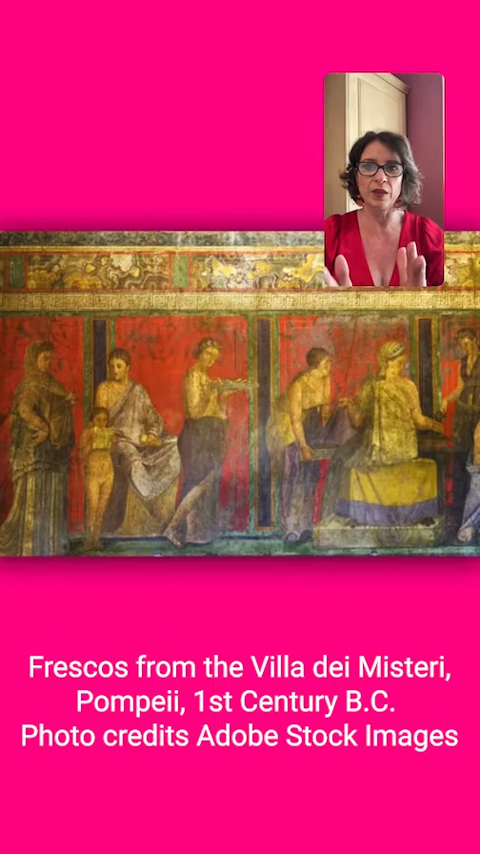 Frescos from the Villa dei Misteri,
Pompeii, 1st Century B.C.
Photo credits Adobe Stock Images